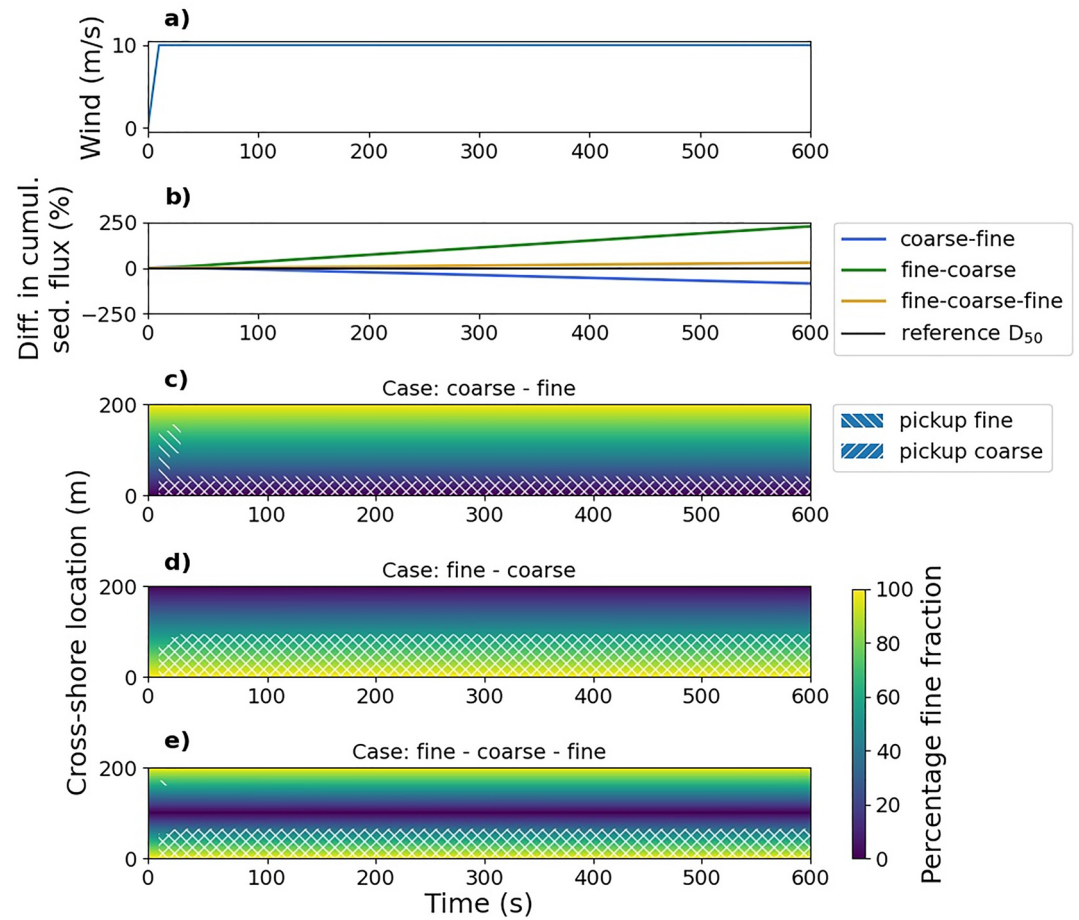 a)
Wind (m/s)
10
0
0 100 200 300 400 500 600
b)
Diff. in cumul.
sed. flux (%)
250
0
−250
0 100 200 300 400 500 600
coarse-fine
fine-coarse
fine-coarse-fine
reference D₅₀
c)
Case: coarse - fine
200
0
0 100 200 300 400 500 600
pickup fine
pickup coarse
Cross-shore location (m)
d)
Case: fine - coarse
200
0
0 100 200 300 400 500 600
e)
Case: fine - coarse - fine
200
0
0 100 200 300 400 500 600
Time (s)
100
80
60
40
20
0
Percentage fine fraction